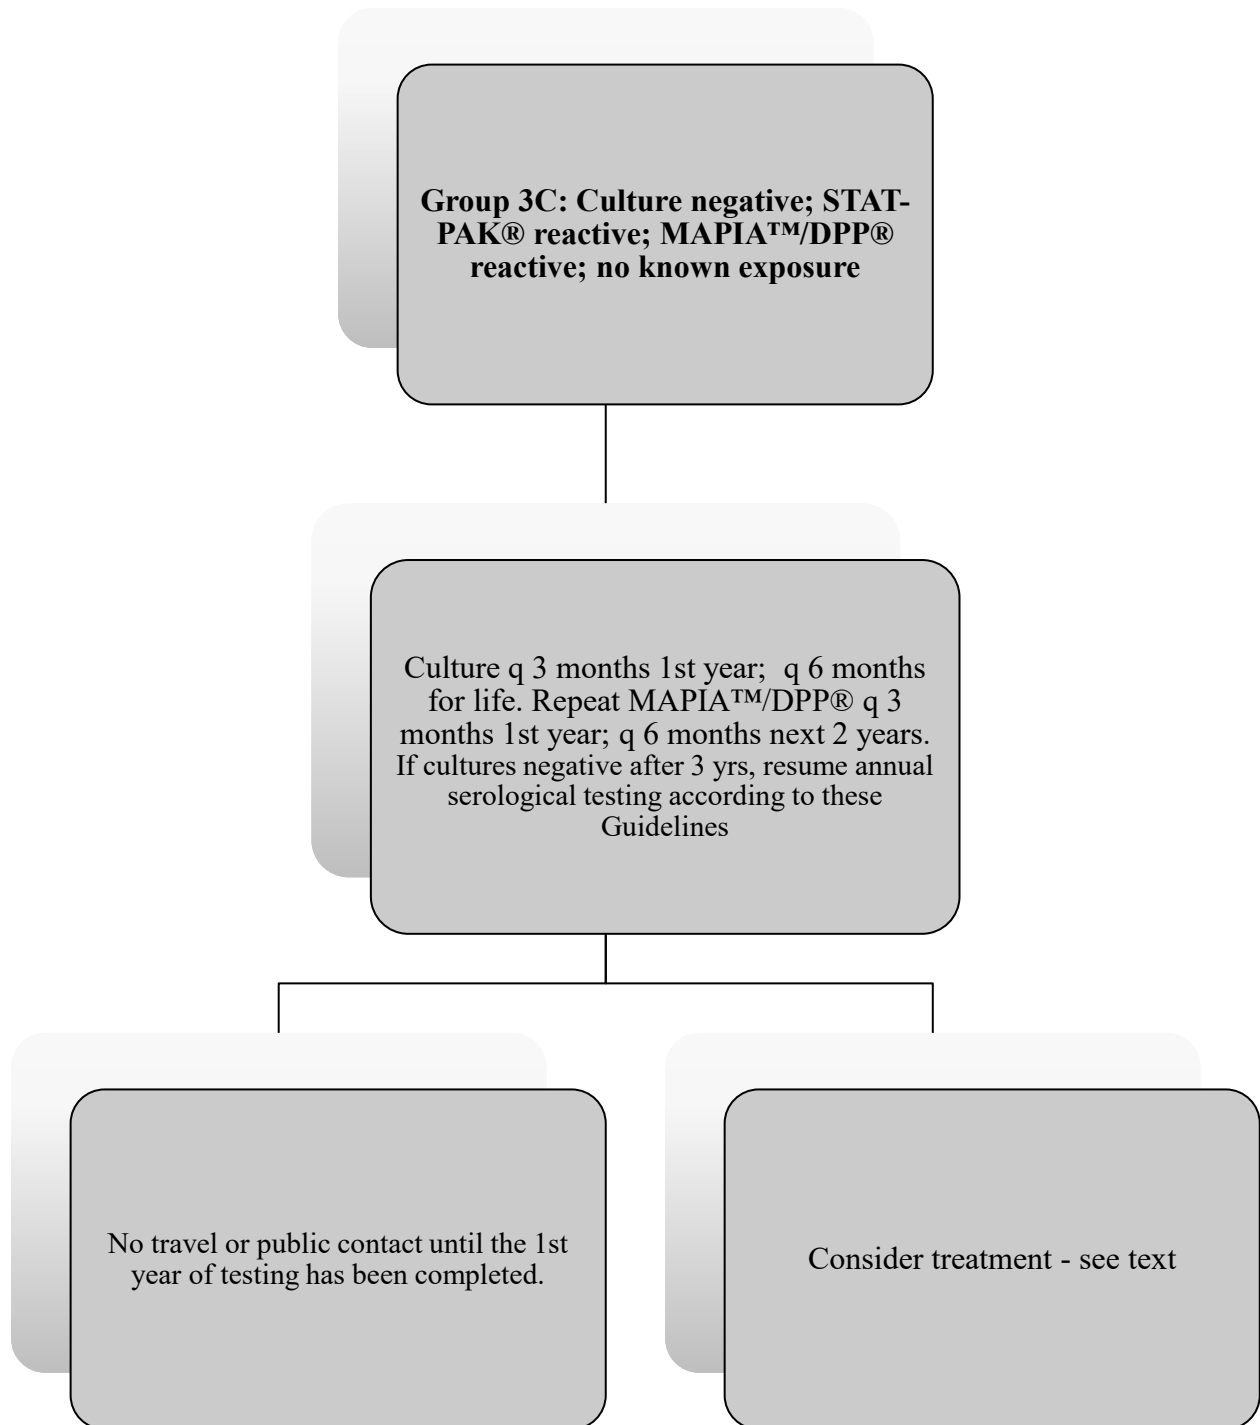 Group 3C: Culture negative; STAT-
PAK® reactive; MAPIA™/DPP®
reactive; no known exposure
Culture q 3 months 1st year;  q 6 months
for life. Repeat MAPIA™/DPP® q 3
months 1st year; q 6 months next 2 years.
If cultures negative after 3 yrs, resume annual
serological testing according to these
Guidelines
No travel or public contact until the 1st
year of testing has been completed.
Consider treatment - see text